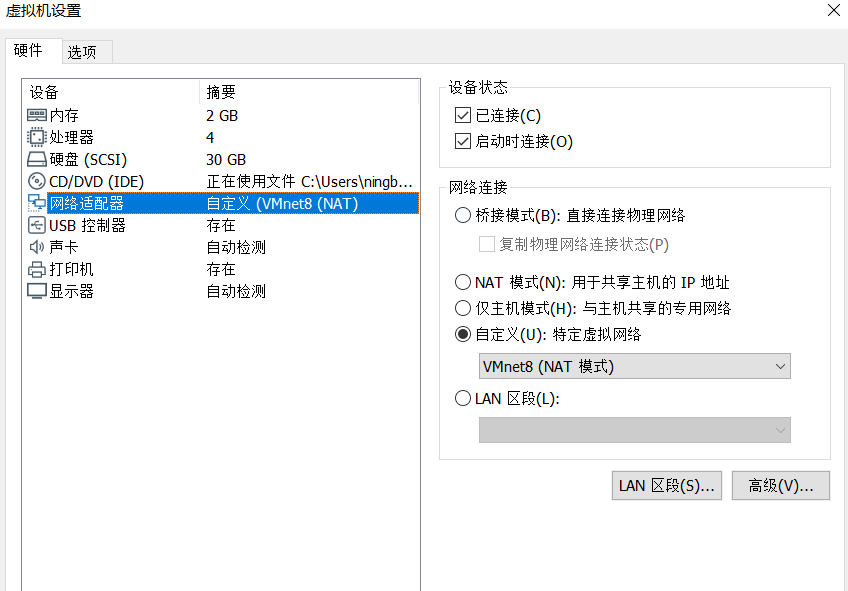 虚拟机设置
硬件 选项
设备 摘要
内存 2 GB
处理器 4
硬盘 (SCSI) 30 GB
CD/DVD (IDE) 正在使用文件 C:\Users\ningb...
网络适配器 自定义 (VMnet8 (NAT)
USB 控制器 存在
声卡 自动检测
打印机 存在
显示器 自动检测
设备状态
已连接(C)
启动时连接(O)
网络连接
桥接模式(B): 直接连接物理网络
复制物理网络连接状态(P)
NAT 模式(N): 用于共享主机的 IP 地址
仅主机模式(H): 与主机共享的专用网络
自定义(U): 特定虚拟网络
VMnet8 (NAT 模式)
LAN 区段(L):
LAN 区段(S)... 高级(V)...